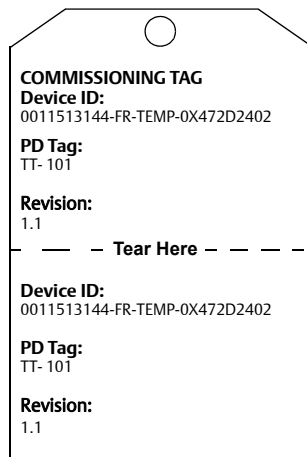 COMMISSIONING TAG
Device ID:
0011513144-FR-TEMP-0X472D2402
PD Tag:
TT- 101
Revision:
1.1
Tear Here
Device ID:
0011513144-FR-TEMP-0X472D2402
PD Tag:
TT- 101
Revision:
1.1